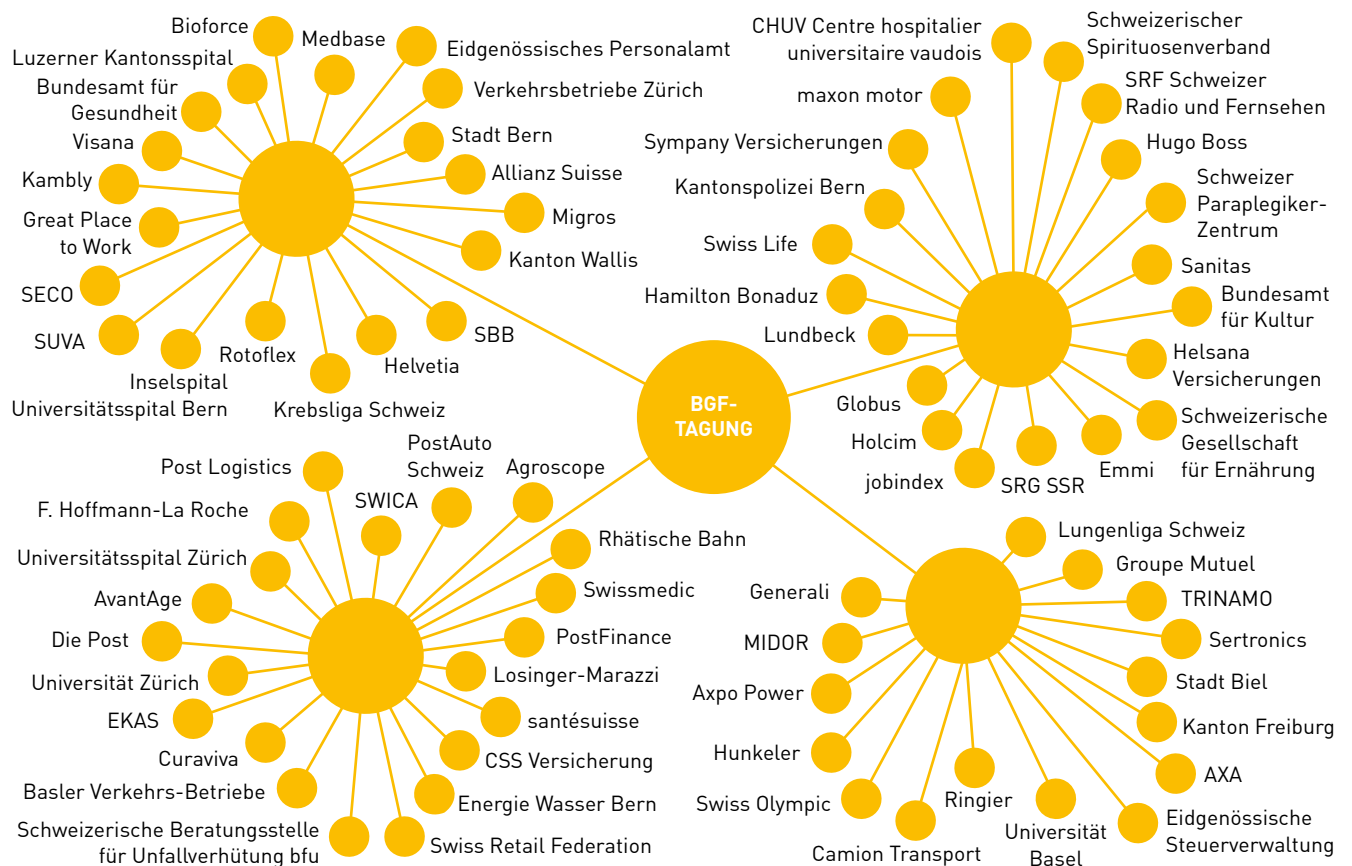 Bioforce
Medbase
Eidgenössisches Personalamt
Luzerner Kantonsspital
Bundesamt für
Gesundheit
Verkehrsbetriebe Zürich
Visana
Stadt Bern
Kambly
Allianz Suisse
Great Place
to Work
Migros
Kanton Wallis
SECO
SUVA
SBB
Inselspital
Universitätsspital Bern
Rotoflex
Helvetia
Krebsliga Schweiz
CHUV Centre hospitalier
universitaire vaudois
Schweizerischer
Spirituosenverband
maxon motor
SRF Schweizer
Radio und Fernsehen
Sympany Versicherungen
Hugo Boss
Kantonspolizei Bern
Schweizer
Paraplegiker-
Zentrum
Swiss Life
Sanitas
Hamilton Bonaduz
Bundesamt
für Kultur
Lundbeck
Helsana
Versicherungen
Globus
Holcim
Schweizerische
Gesellschaft
für Ernährung
jobindex
SRG SSR
Emmi
BGF-
TAGUNG
Post Logistics
PostAuto
Schweiz
Agroscope
F. Hoffmann-La Roche
SWICA
Universitätsspital Zürich
Rhätische Bahn
AvantAge
Swissmedic
Die Post
PostFinance
Universität Zürich
Losinger-Marazzi
EKAS
santésuisse
Curaviva
CSS Versicherung
Basler Verkehrs-Betriebe
Energie Wasser Bern
Schweizerische Beratungsstelle
für Unfallverhütung bfu
Swiss Retail Federation
Lungenliga Schweiz
Groupe Mutuel
Generali
TRINAMO
MIDOR
Sertronics
Axpo Power
Stadt Biel
Hunkeler
Kanton Freiburg
Swiss Olympic
AXA
Camion Transport
Ringier
Universität
Basel
Eidgenössische
Steuerverwaltung